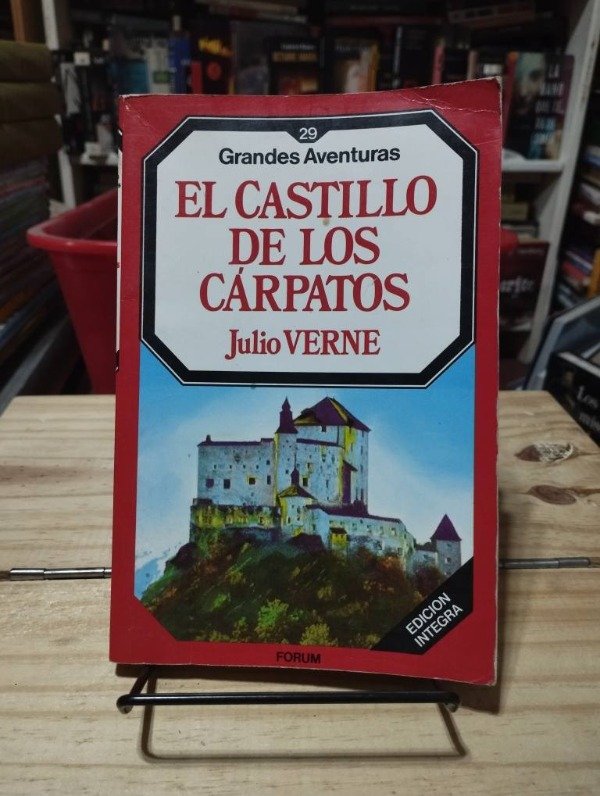 29
Grandes Aventuras
EL CASTILLO
DE LOS
CÁRPATOS
Julio VERNE
EDICION
INTEGRA
FORUM